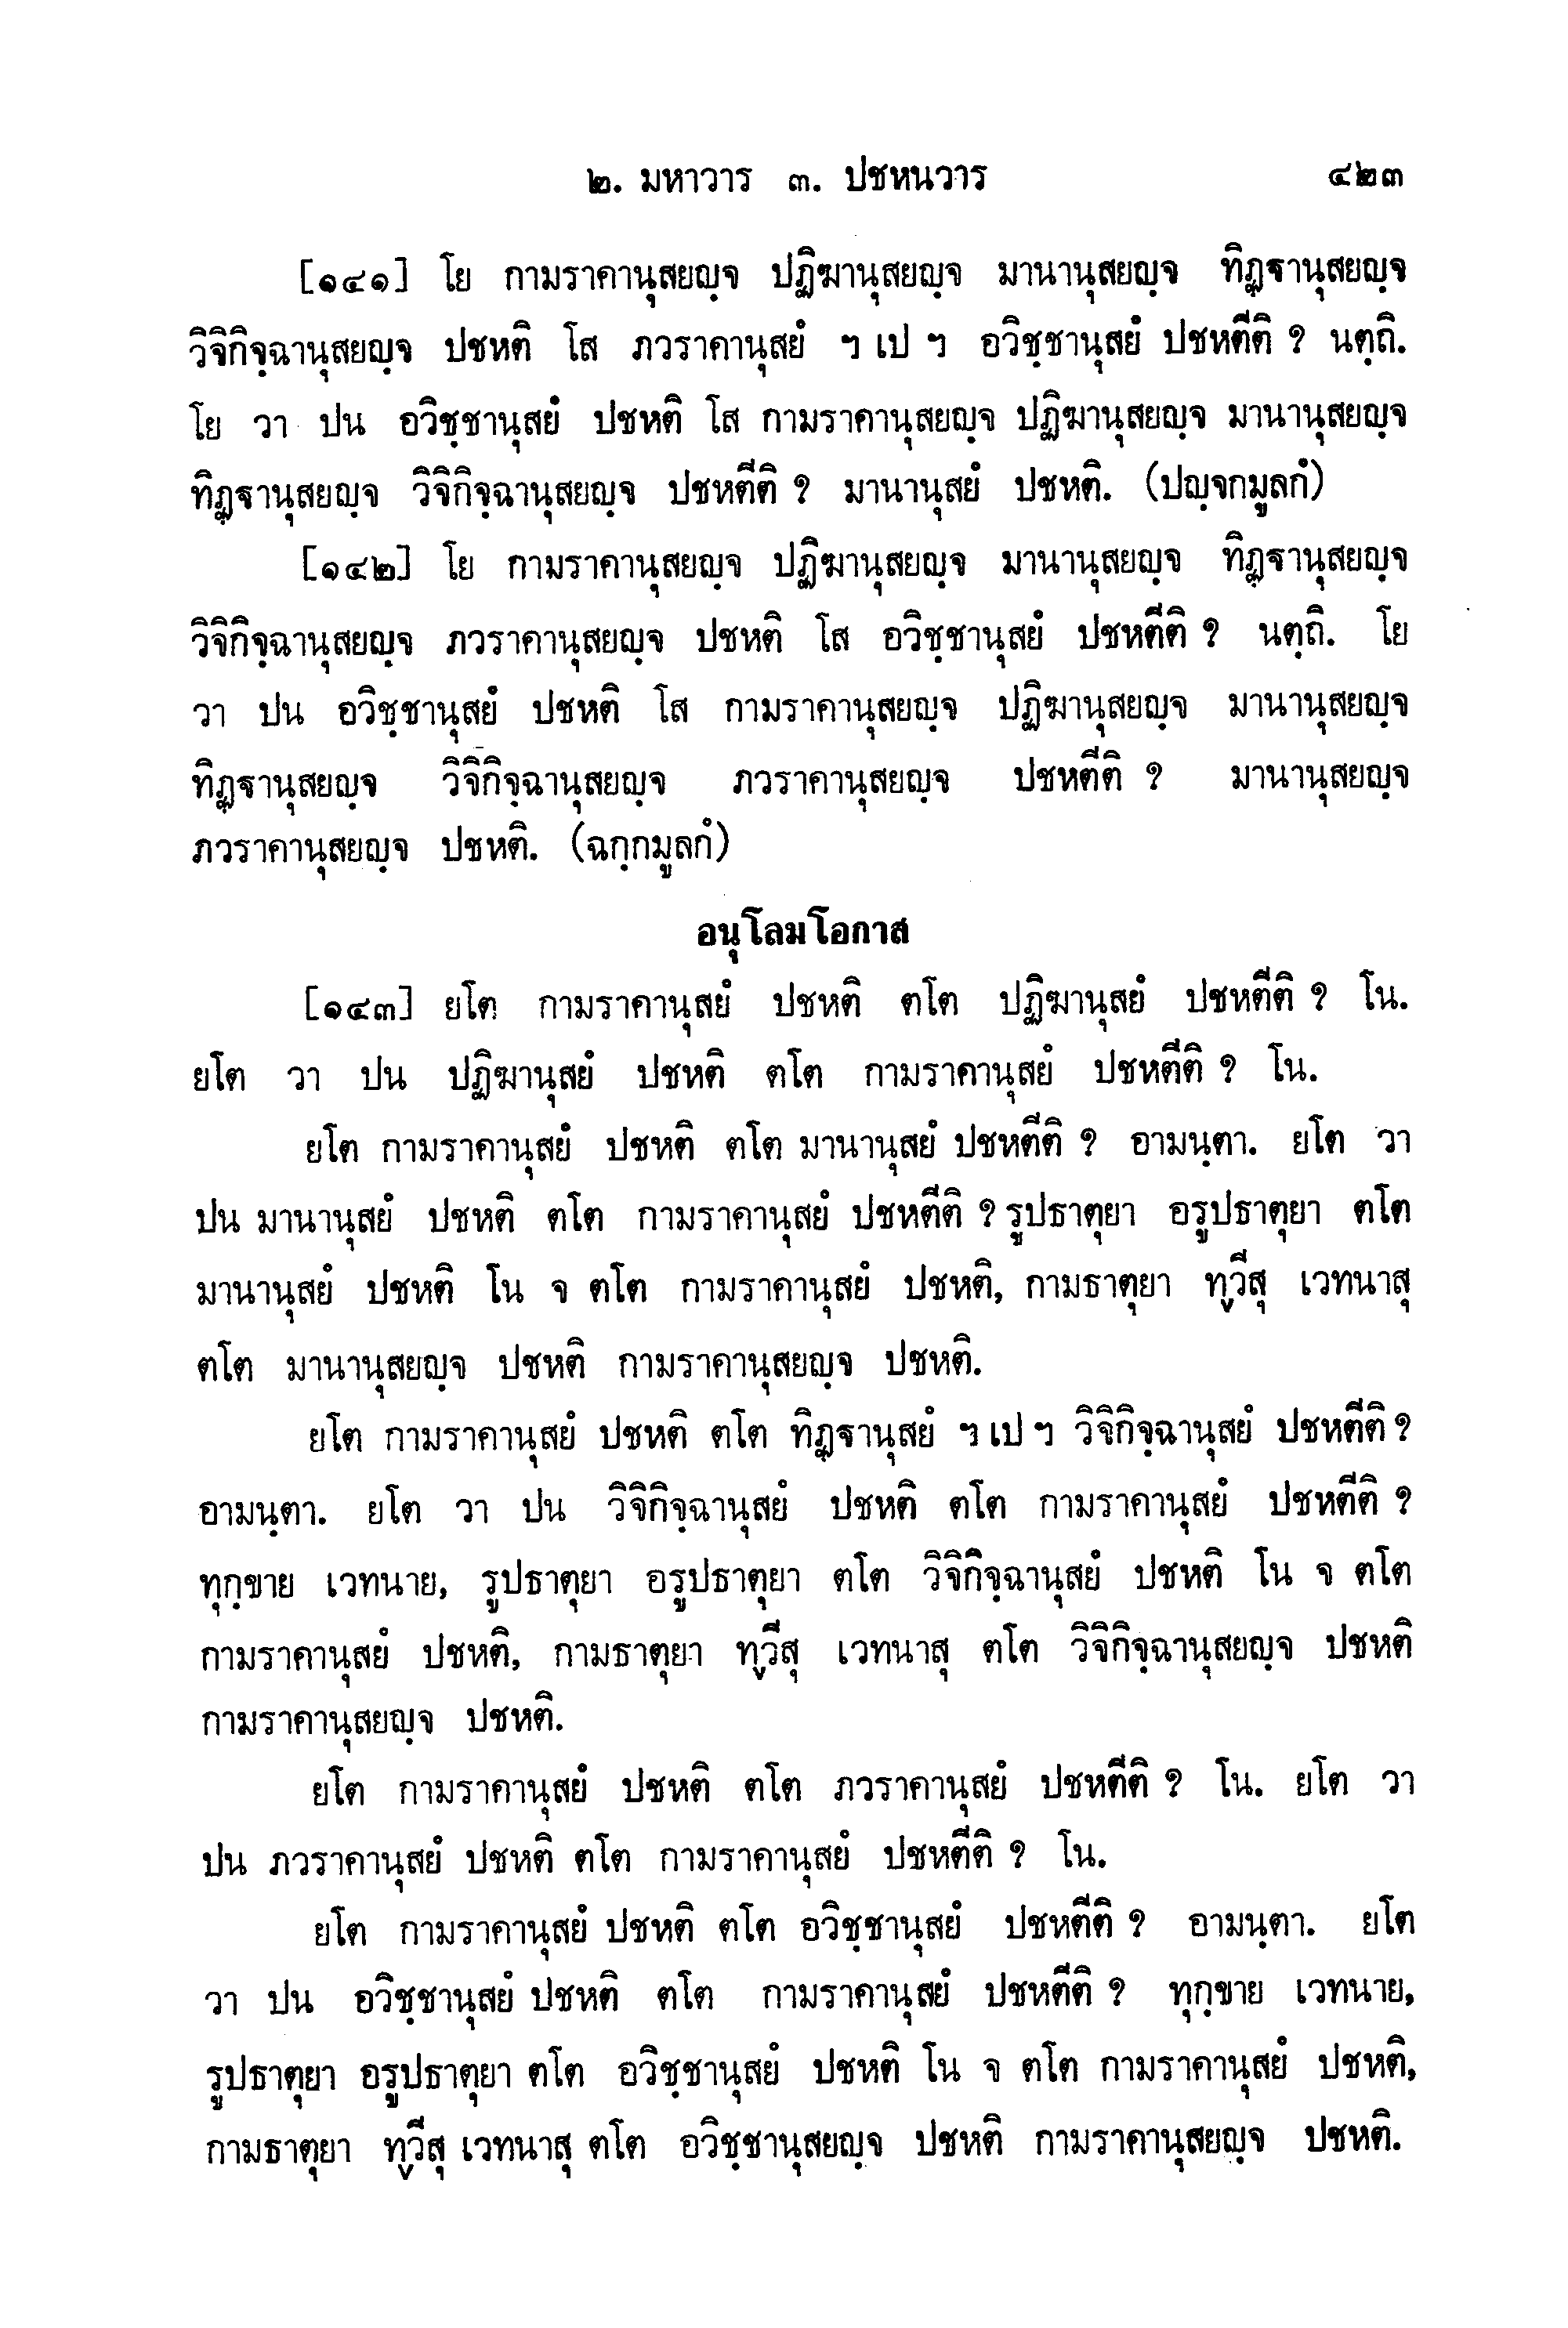 ๒. มหาวาร ๓. ปชหนวาร ๔๒๓
[๑๔๑] โย กามราคานุสยญฺจ ปฏิฆานุสยญฺจ มานานุสยญฺจ ทิฏฺฐานุสยญฺจ
วิจิกิจฺฉานุสยญฺจ ปชหติ โส ภวราคานุสยํ ฯ เป ฯ อวิชฺชานุสยํ ปชหตีติ ? นตฺถิ.
โย วา ปน อวิชฺชานุสยํ ปชหติ โส กามราคานุสยญฺจ ปฏิฆานุสยญฺจ มานานุสยญฺจ
ทิฏฺฐานุสยญฺจ วิจิกิจฺฉานุสยญฺจ ปชหตีติ ? มานานุสยํ ปชหติ. (ปญฺจกมูลกํ)
[๑๔๒] โย กามราคานุสยญฺจ ปฏิฆานุสยญฺจ มานานุสยญฺจ ทิฏฺฐานุสยญฺจ
วิจิกิจฺฉานุสยญฺจ ภวราคานุสยญฺจ ปชหติ โส อวิชฺชานุสยํ ปชหตีติ ? นตฺถิ. โย
วา ปน อวิชฺชานุสยํ ปชหติ โส กามราคานุสยญฺจ ปฏิฆานุสยญฺจ มานานุสยญฺจ
ทิฏฺฐานุสยญฺจ วิจิกิจฺฉานุสยญฺจ ภวราคานุสยญฺจ ปชหตีติ ? มานานุสยญฺจ
ภวราคานุสยญฺจ ปชหติ. (ฉกฺกมูลกํ)
อนุโลมโอกาส
[๑๔๓] ยโต กามราคานุสยํ ปชหติ ตโต ปฏิฆานุสยํ ปชหตีติ ? โน.
ยโต วา ปน ปฏิฆานุสยํ ปชหติ ตโต กามราคานุสยํ ปชหตีติ ? โน.
ยโต กามราคานุสยํ ปชหติ ตโต มานานุสยํ ปชหตีติ ? อามนฺตา. ยโต วา
ปน มานานุสยํ ปชหติ ตโต กามราคานุสยํ ปชหตีติ ? รูปธาตุยา อรูปธาตุยา ตโต
มานานุสยํ ปชหติ โน จ ตโต กามราคานุสยํ ปชหติ, กามธาตุยา ทฺวีสุ เวทนาสุ
ตโต มานานุสยญฺจ ปชหติ กามราคานุสยญฺจ ปชหติ.
ยโต กามราคานุสยํ ปชหติ ตโต ทิฏฺฐานุสยํ ฯ เป ฯ วิจิกิจฺฉานุสยํ ปชหตีติ ?
อามนฺตา. ยโต วา ปน วิจิกิจฺฉานุสยํ ปชหติ ตโต กามราคานุสยํ ปชหตีติ ?
ทุกฺขาย เวทนาย, รูปธาตุยา อรูปธาตุยา ตโต วิจิกิจฺฉานุสยํ ปชหติ โน จ ตโต
กามราคานุสยํ ปชหติ, กามธาตุยา ทฺวีสุ เวทนาสุ ตโต วิจิกิจฺฉานุสยญฺจ ปชหติ
กามราคานุสยญฺจ ปชหติ.
ยโต กามราคานุสยํ ปชหติ ตโต ภวราคานุสยํ ปชหตีติ ? โน. ยโต วา
ปน ภวราคานุสยํ ปชหติ ตโต กามราคานุสยํ ปชหตีติ ? โน.
ยโต กามราคานุสยํ ปชหติ ตโต อวิชฺชานุสยํ ปชหตีติ ? อามนฺตา. ยโต
วา ปน อวิชฺชานุสยํ ปชหติ ตโต กามราคานุสยํ ปชหตีติ ? ทุกฺขาย เวทนาย,
รูปธาตุยา อรูปธาตุยา ตโต อวิชฺชานุสยํ ปชหติ โน จ ตโต กามราคานุสยํ ปชหติ,
กามธาตุยา ทฺวีสุ เวทนาสุ ตโต อวิชฺชานุสยญฺจ ปชหติ กามราคานุสยญฺจ ปชหติ.